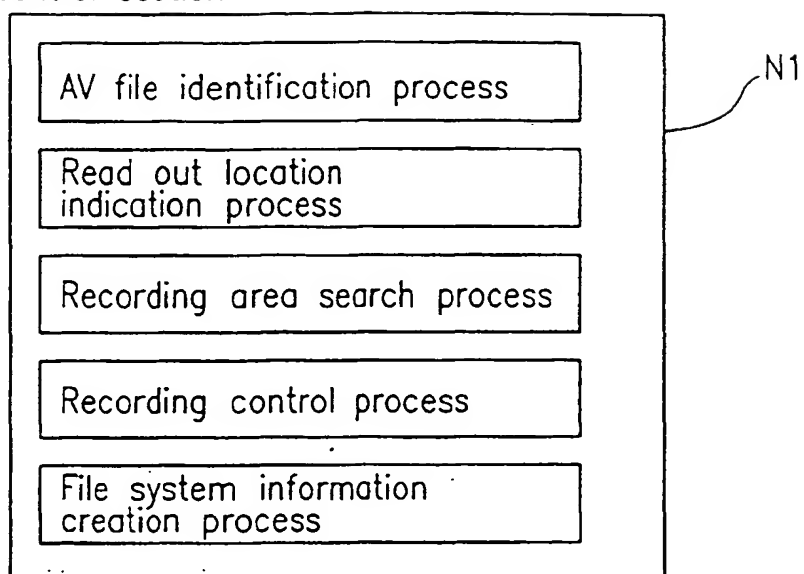 AV file identification process
N1
Read out location
indication process
Recording area search process
Recording control process
File system information
creation process